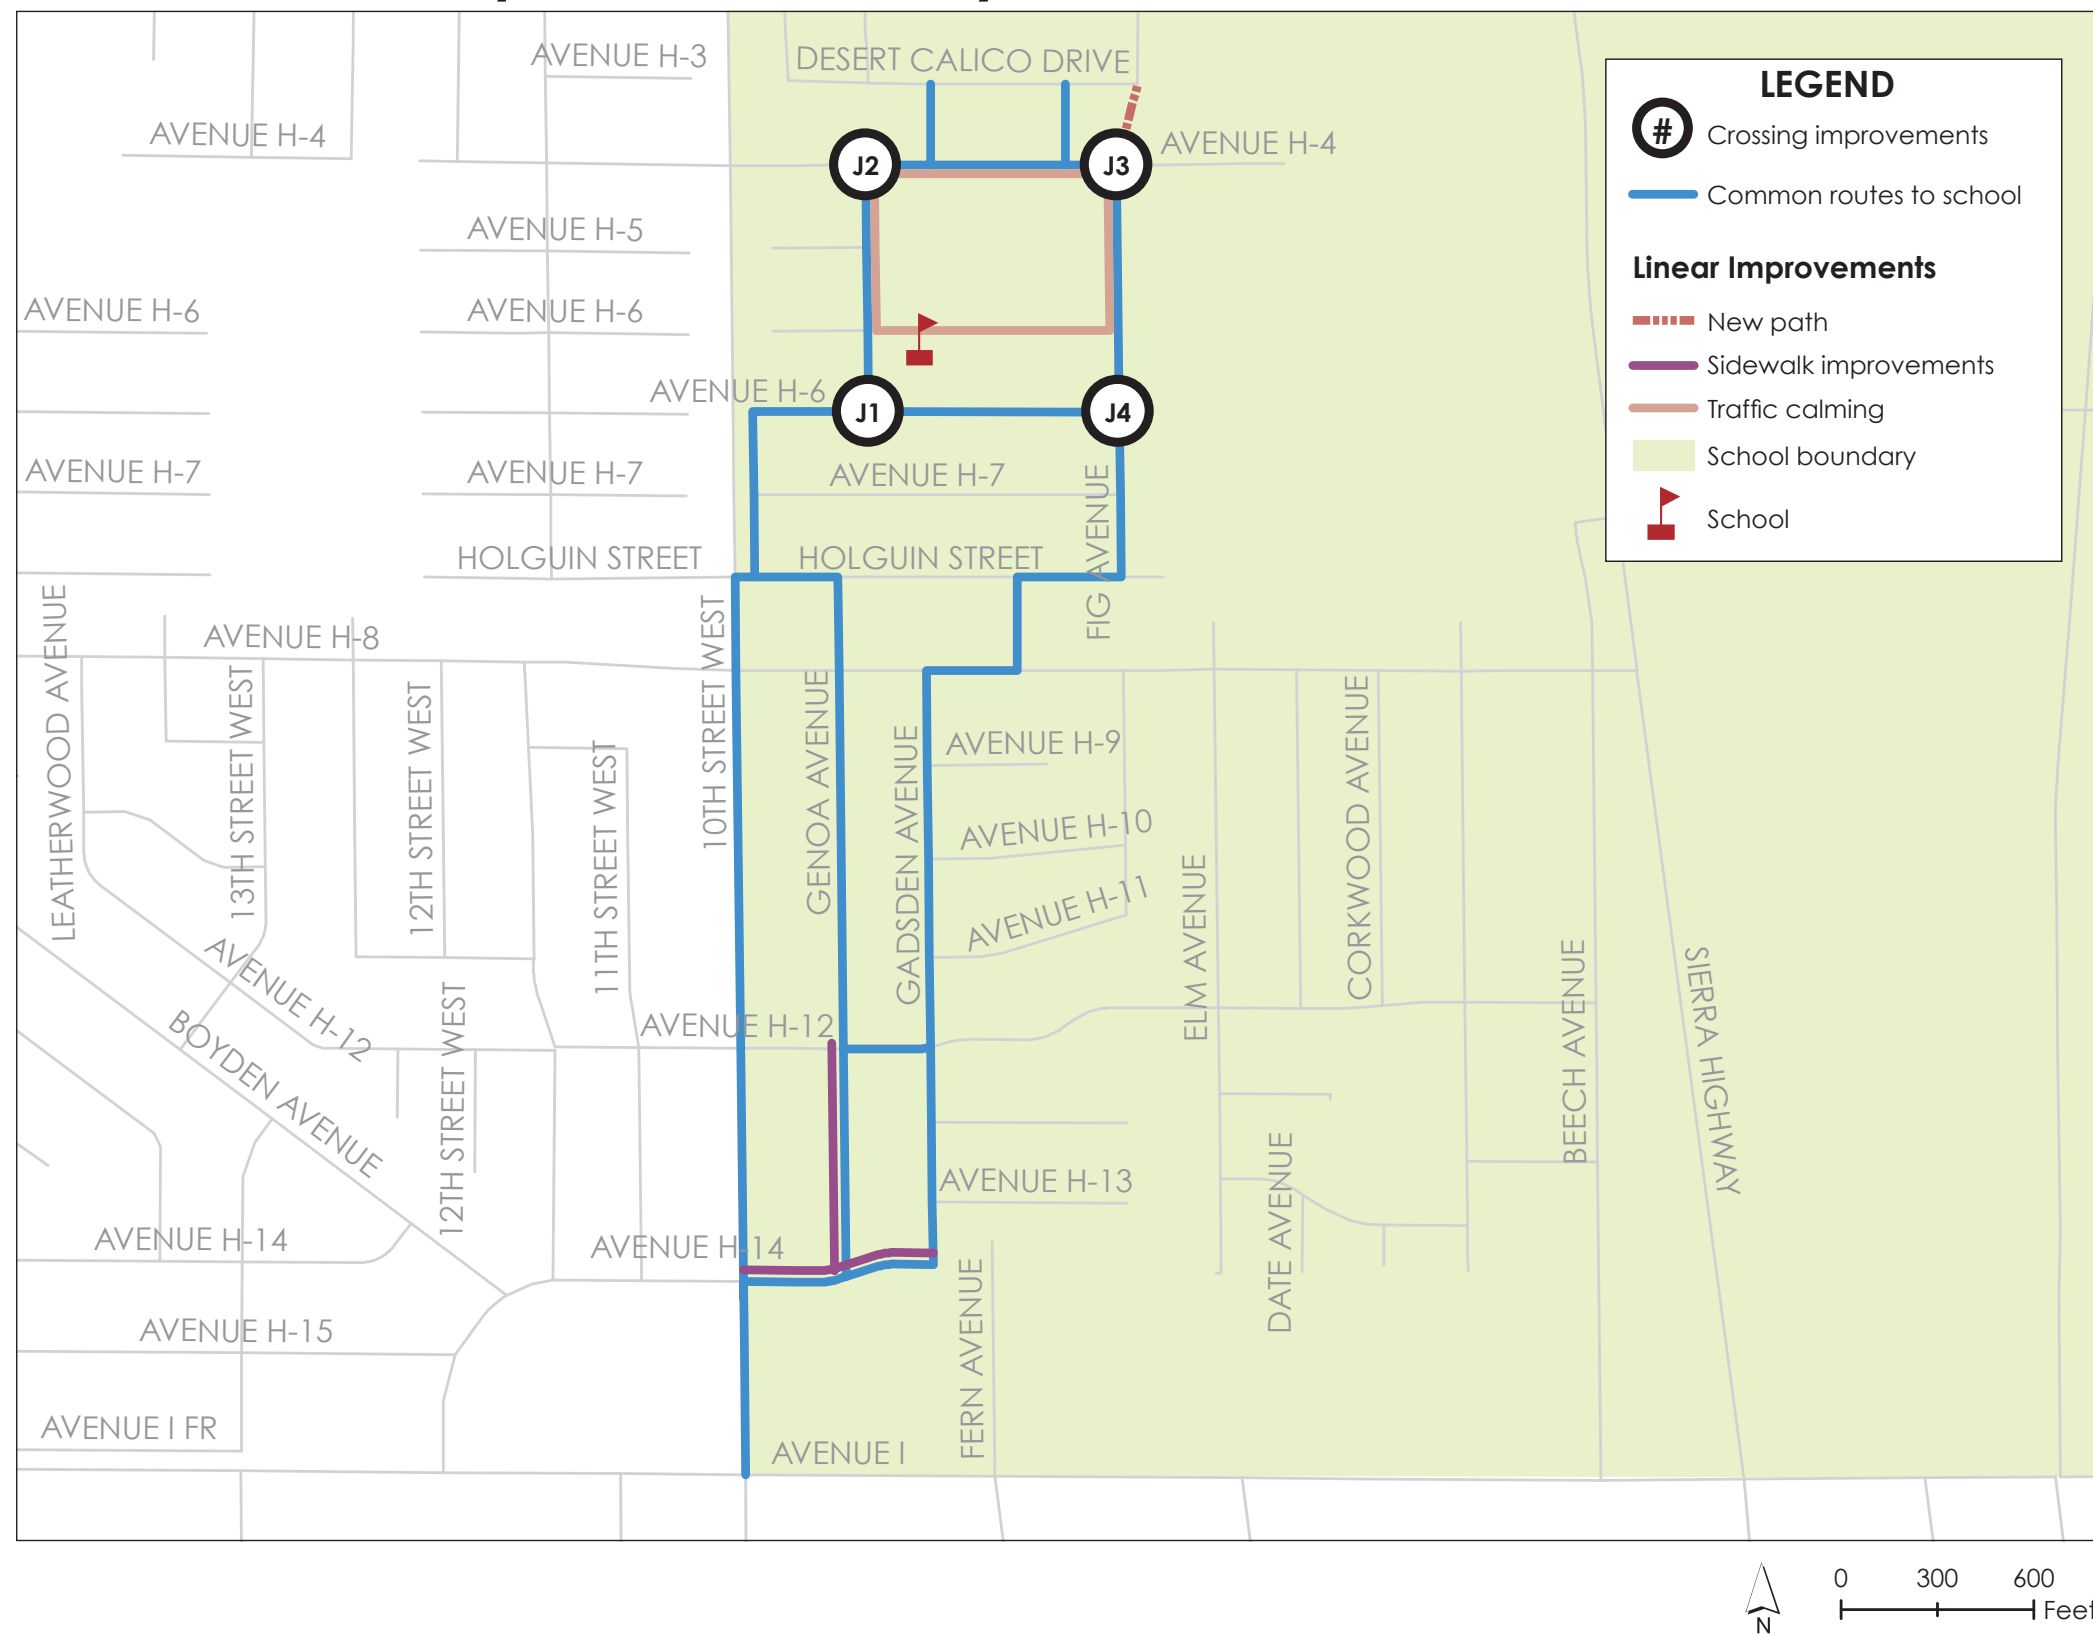 AVENUE H-3
DESERT CALICO DRIVE
AVENUE H-4
AVENUE H-4
J2
J3
AVENUE H-5
AVENUE H-6
AVENUE H-6
AVENUE H-6
J1
J4
AVENUE H-7
AVENUE H-7
AVENUE H-7
HOLGUIN STREET
HOLGUIN STREET
FIG AVENUE
LEATHERWOOD AVENUE
AVENUE H-8
13TH STREET WEST
12TH STREET WEST
11TH STREET WEST
10TH STREET WEST
GENOA AVENUE
GADSDEN AVENUE
AVENUE H-9
AVENUE H-10
AVENUE H-11
ELM AVENUE
CORKWOOD AVENUE
BEECH AVENUE
SIERRA HIGHWAY
AVENUE H-12
BOYDEN AVENUE
12TH STREET WEST
AVENUE H-12
AVENUE H-13
DATE AVENUE
AVENUE H-14
AVENUE H-14
AVENUE H-15
FERN AVENUE
AVENUE I FR
AVENUE I
LEGEND
# Crossing improvements
Common routes to school
Linear Improvements
New path
Sidewalk improvements
Traffic calming
School boundary
School
N
0 300 600
Feet